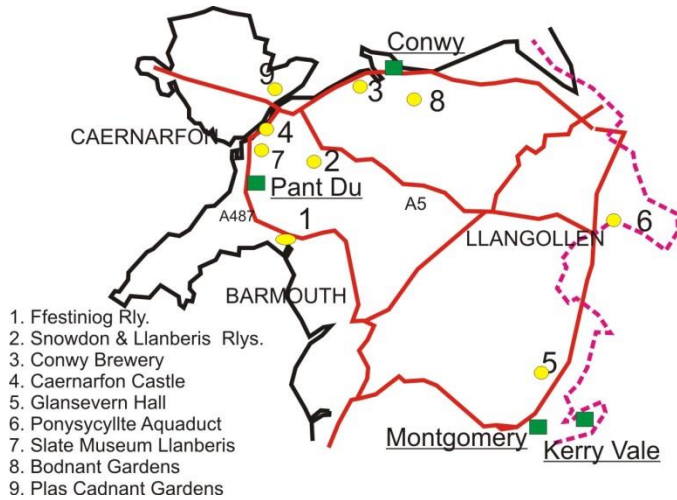 Conwy
9
3
8
CAERNARFON
4
7
2
Pant Du
A487
A5
1
6
LLANGOLLEN
BARMOUTH
1. Ffestiniog Rly.
2. Snowdon & Llanberis Rlys.
3. Conwy Brewery
4. Caernarfon Castle
5. Glansevern Hall
6. Ponysycyllte Aquaduct
7. Slate Museum Llanberis
8. Bodnant Gardens
9. Plas Cadnant Gardens
5
Montgomery
Kerry Vale